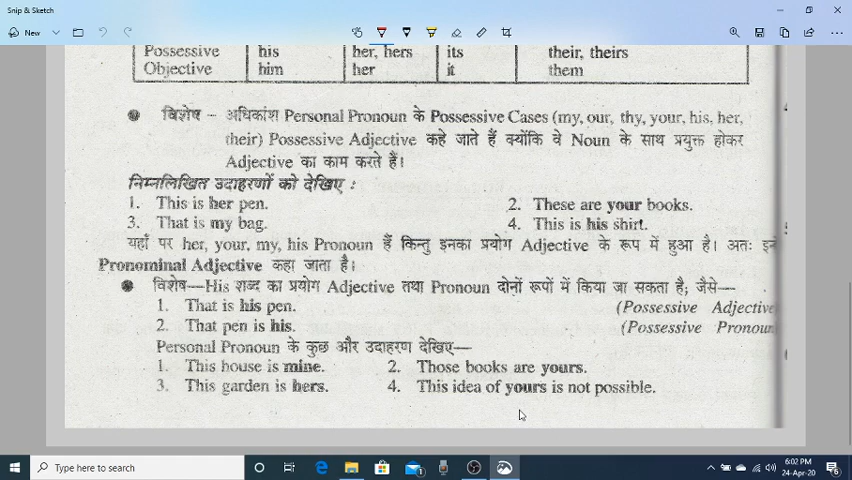 Snip & Sketch
New
Possessive his her, hers its their, theirs
Objective him her it them
विशेष – अधिकांश Personal Pronoun के Possessive Cases (my, our, thy, your, his, her,
their) Possessive Adjective कहे जाते हैं क्योंकि वे Noun के साथ प्रयुक्त होकर
Adjective का काम करते हैं।
निम्नलिखित उदाहरणों को देखिए :
1. This is her pen. 2. These are your books.
3. That is my bag. 4. This is his shirt.
यहाँ पर her, your, my, his Pronoun हैं किन्तु इनका प्रयोग Adjective के रूप में हुआ है। अतः
Pronominal Adjective कहा जाता है।
विशेष—His शब्द का प्रयोग Adjective तथा Pronoun दोनों रूपों में किया जा सकता है; जैसे—
1. That is his pen. (Possessive Adjective
2. That pen is his. (Possessive Pronoun
Personal Pronoun के कुछ और उदाहरण देखिए—
1. This house is mine. 2. Those books are yours.
3. This garden is hers. 4. This idea of yours is not possible.
Type here to search
6:02 PM
24-Apr-20